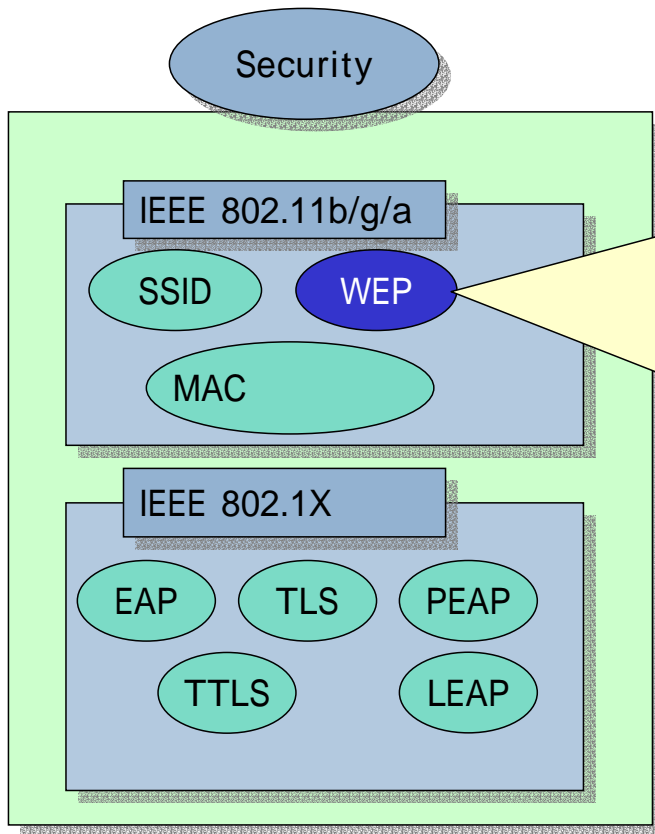 Security
IEEE 802.11b/g/a
SSID
WEP
MAC
IEEE 802.1X
EAP
TLS
PEAP
TTLS
LEAP